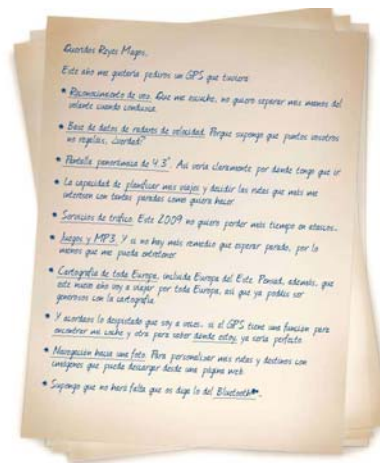 Queridos Reyes Magos,
Este año me gustaría pediros un GPS que tuviera
* Reconocimiento de voz. Que me escuche, no quiero separar mis manos del
volante cuando conduzca.
* Base de datos de radares de velocidad. Porque supongo que puntos vosotros
no regaláis, ¿verdad?
* Pantalla panorámica de 4.3". Así vería claramente por donde tengo que ir
* La capacidad de planificar mis viajes y decidir las rutas que más me
interesen con tantas paradas como quiera hacer
* Servicios de tráfico. Este 2009 no quiero perder más tiempo en atascos...
* Juegos y MP3. Y si no hay más remedio que esperar parado, por lo
menos que me pueda entretener
* Cartografía de toda Europa, incluida Europa del Este. Pensad, además, que
este nuevo año voy a viajar por toda Europa, así que ya podéis ser
generosos con la cartografía
* Y acordaos lo despistado que soy a veces.. si el GPS tiene una función para
encontrar mi coche y otra para saber dónde estoy, ya sería perfecto
* Navegación hacia una foto. Para personalizar mis rutas y destinos con
imágenes que pueda descargar desde una página web.
* Supongo que no hará falta que os diga lo del Bluetooth...